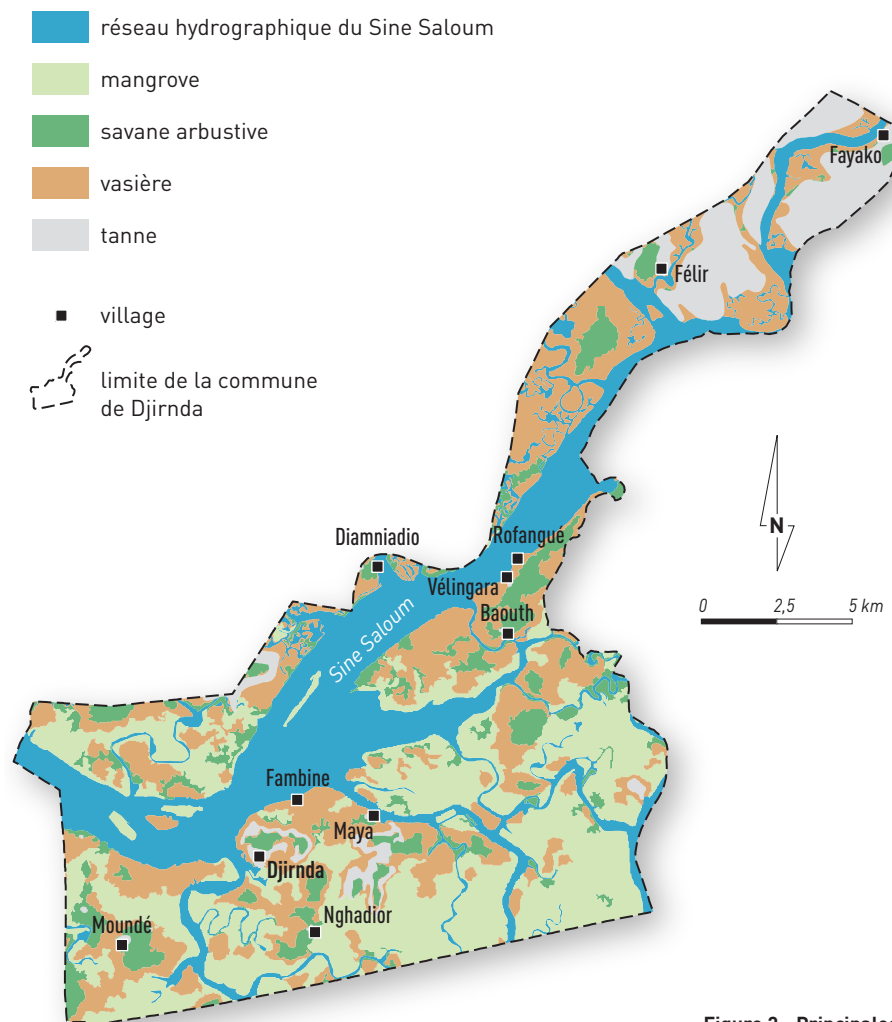 réseau hydrographique du Sine Saloum
mangrove
savane arbustive
vasière
tanne
village
limite de la commune
de Djirnda
Fayako
Félir
N
0 2,5 5 km
Rofangué
Diamniadio
Vélingara
Baouth
Sine Saloum
Fambine
Maya
Djirnda
Nghadior
Moundé